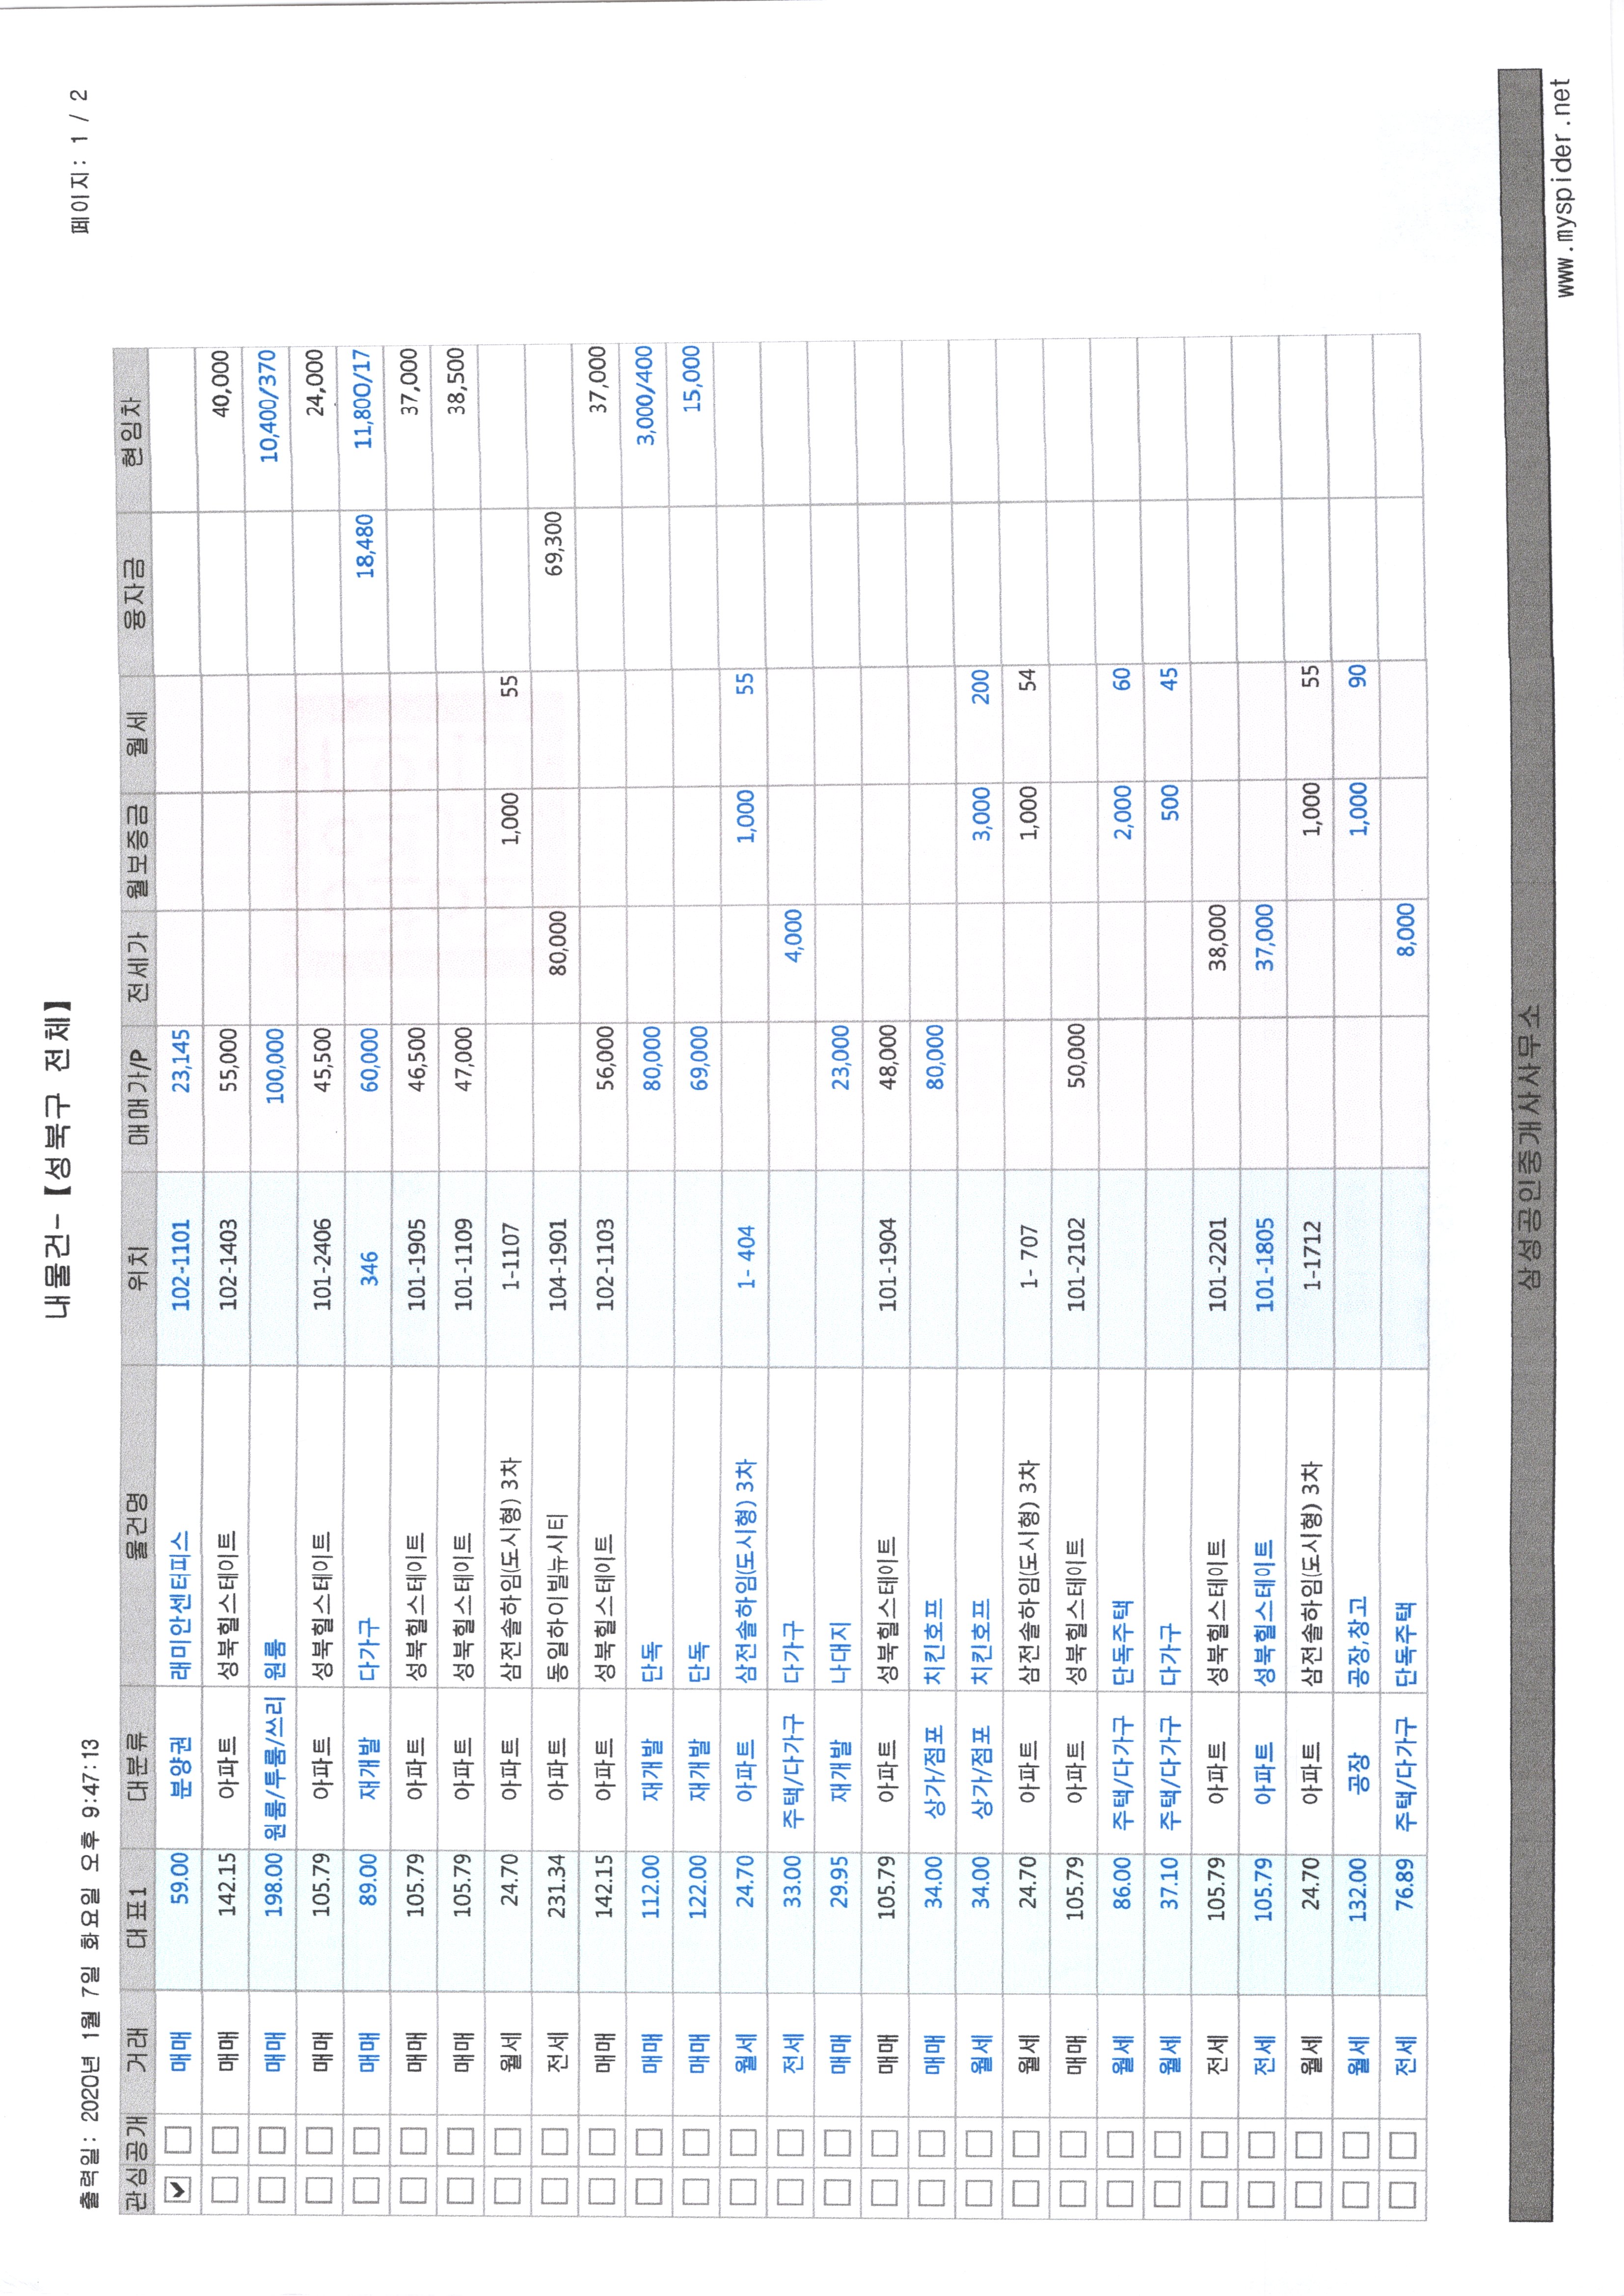 내물건-【성북구 전체】
출력일: 2020년 1월 7일 화요일 오후 9:47:13
페이지: 1 / 2
관심 공개 거래 대표1 대분류 물건명 위치 매매가/P 전세가 월보증금 월세 융자금 현임차
매매 59.00 분양권 래미안센터피스 102-1101 23,145
매매 142.15 아파트 성북힐스테이트 102-1403 55,000 40,000
매매 198.00 원룸/투룸/쓰리 원룸 100,000 10,400/370
매매 105.79 아파트 성북힐스테이트 101-2406 45,500 24,000
매매 89.00 재개발 다가구 346 60,000 18,480 11,800/17
매매 105.79 아파트 성북힐스테이트 101-1905 46,500 37,000
매매 105.79 아파트 성북힐스테이트 101-1109 47,000 38,500
월세 24.70 아파트 삼전솔하임(도시형) 3차 1-1107 1,000 55
전세 231.34 아파트 동일하이빌뉴시티 104-1901 80,000 69,300
매매 142.15 아파트 성북힐스테이트 102-1103 56,000 37,000
매매 112.00 재개발 단독 80,000 3,000/400
매매 122.00 재개발 단독 69,000 15,000
월세 24.70 아파트 삼전솔하임(도시형) 3차 1- 404 1,000 55
전세 33.00 주택/다가구 다가구 4,000
매매 29.95 재개발 나대지 23,000
매매 105.79 아파트 성북힐스테이트 101-1904 48,000
매매 34.00 상가/점포 치킨호프 80,000
월세 34.00 상가/점포 치킨호프 3,000 200
월세 24.70 아파트 삼전솔하임(도시형) 3차 1- 707 1,000 54
매매 105.79 아파트 성북힐스테이트 101-2102 50,000
월세 86.00 주택/다가구 단독주택 2,000 60
월세 37.10 주택/다가구 다가구 500 45
전세 105.79 아파트 성북힐스테이트 101-2201 38,000
전세 105.79 아파트 성북힐스테이트 101-1805 37,000
월세 24.70 아파트 삼전솔하임(도시형) 3차 1-1712 1,000 55
월세 132.00 공장 공장,창고 1,000 90
전세 76.89 주택/다가구 단독주택 8,000
삼성공인중개사사무소
www.myspider.net